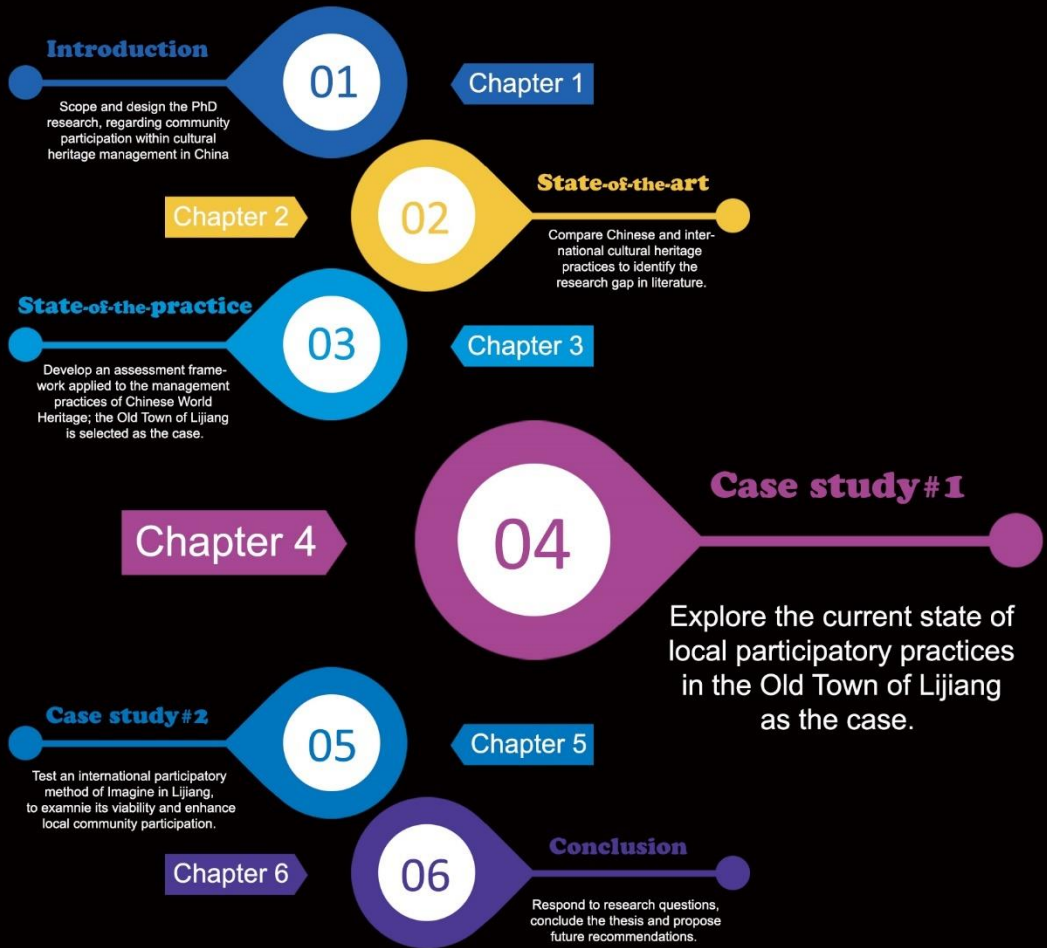 Introduction
01
Chapter 1
Scope and design the PhD
research, regarding community
participation within cultural
heritage management in China
Chapter 2
02
State-of-the-art
Compare Chinese and inter-
national cultural heritage
practices to identify the
research gap in literature.
State-of-the-practice
03
Chapter 3
Develop an assessment frame-
work applied to the management
practices of Chinese World
Heritage; the Old Town of Lijiang
is selected as the case.
Chapter 4
04
Case study#1
Explore the current state of
local participatory practices
in the Old Town of Lijiang
as the case.
Case study#2
05
Chapter 5
Test an international participatory
method of Imagine in Lijiang,
to examnie its viability and enhance
local community participation.
Chapter 6
06
Conclusion
Respond to research questions,
conclude the thesis and propose
future recommendations.